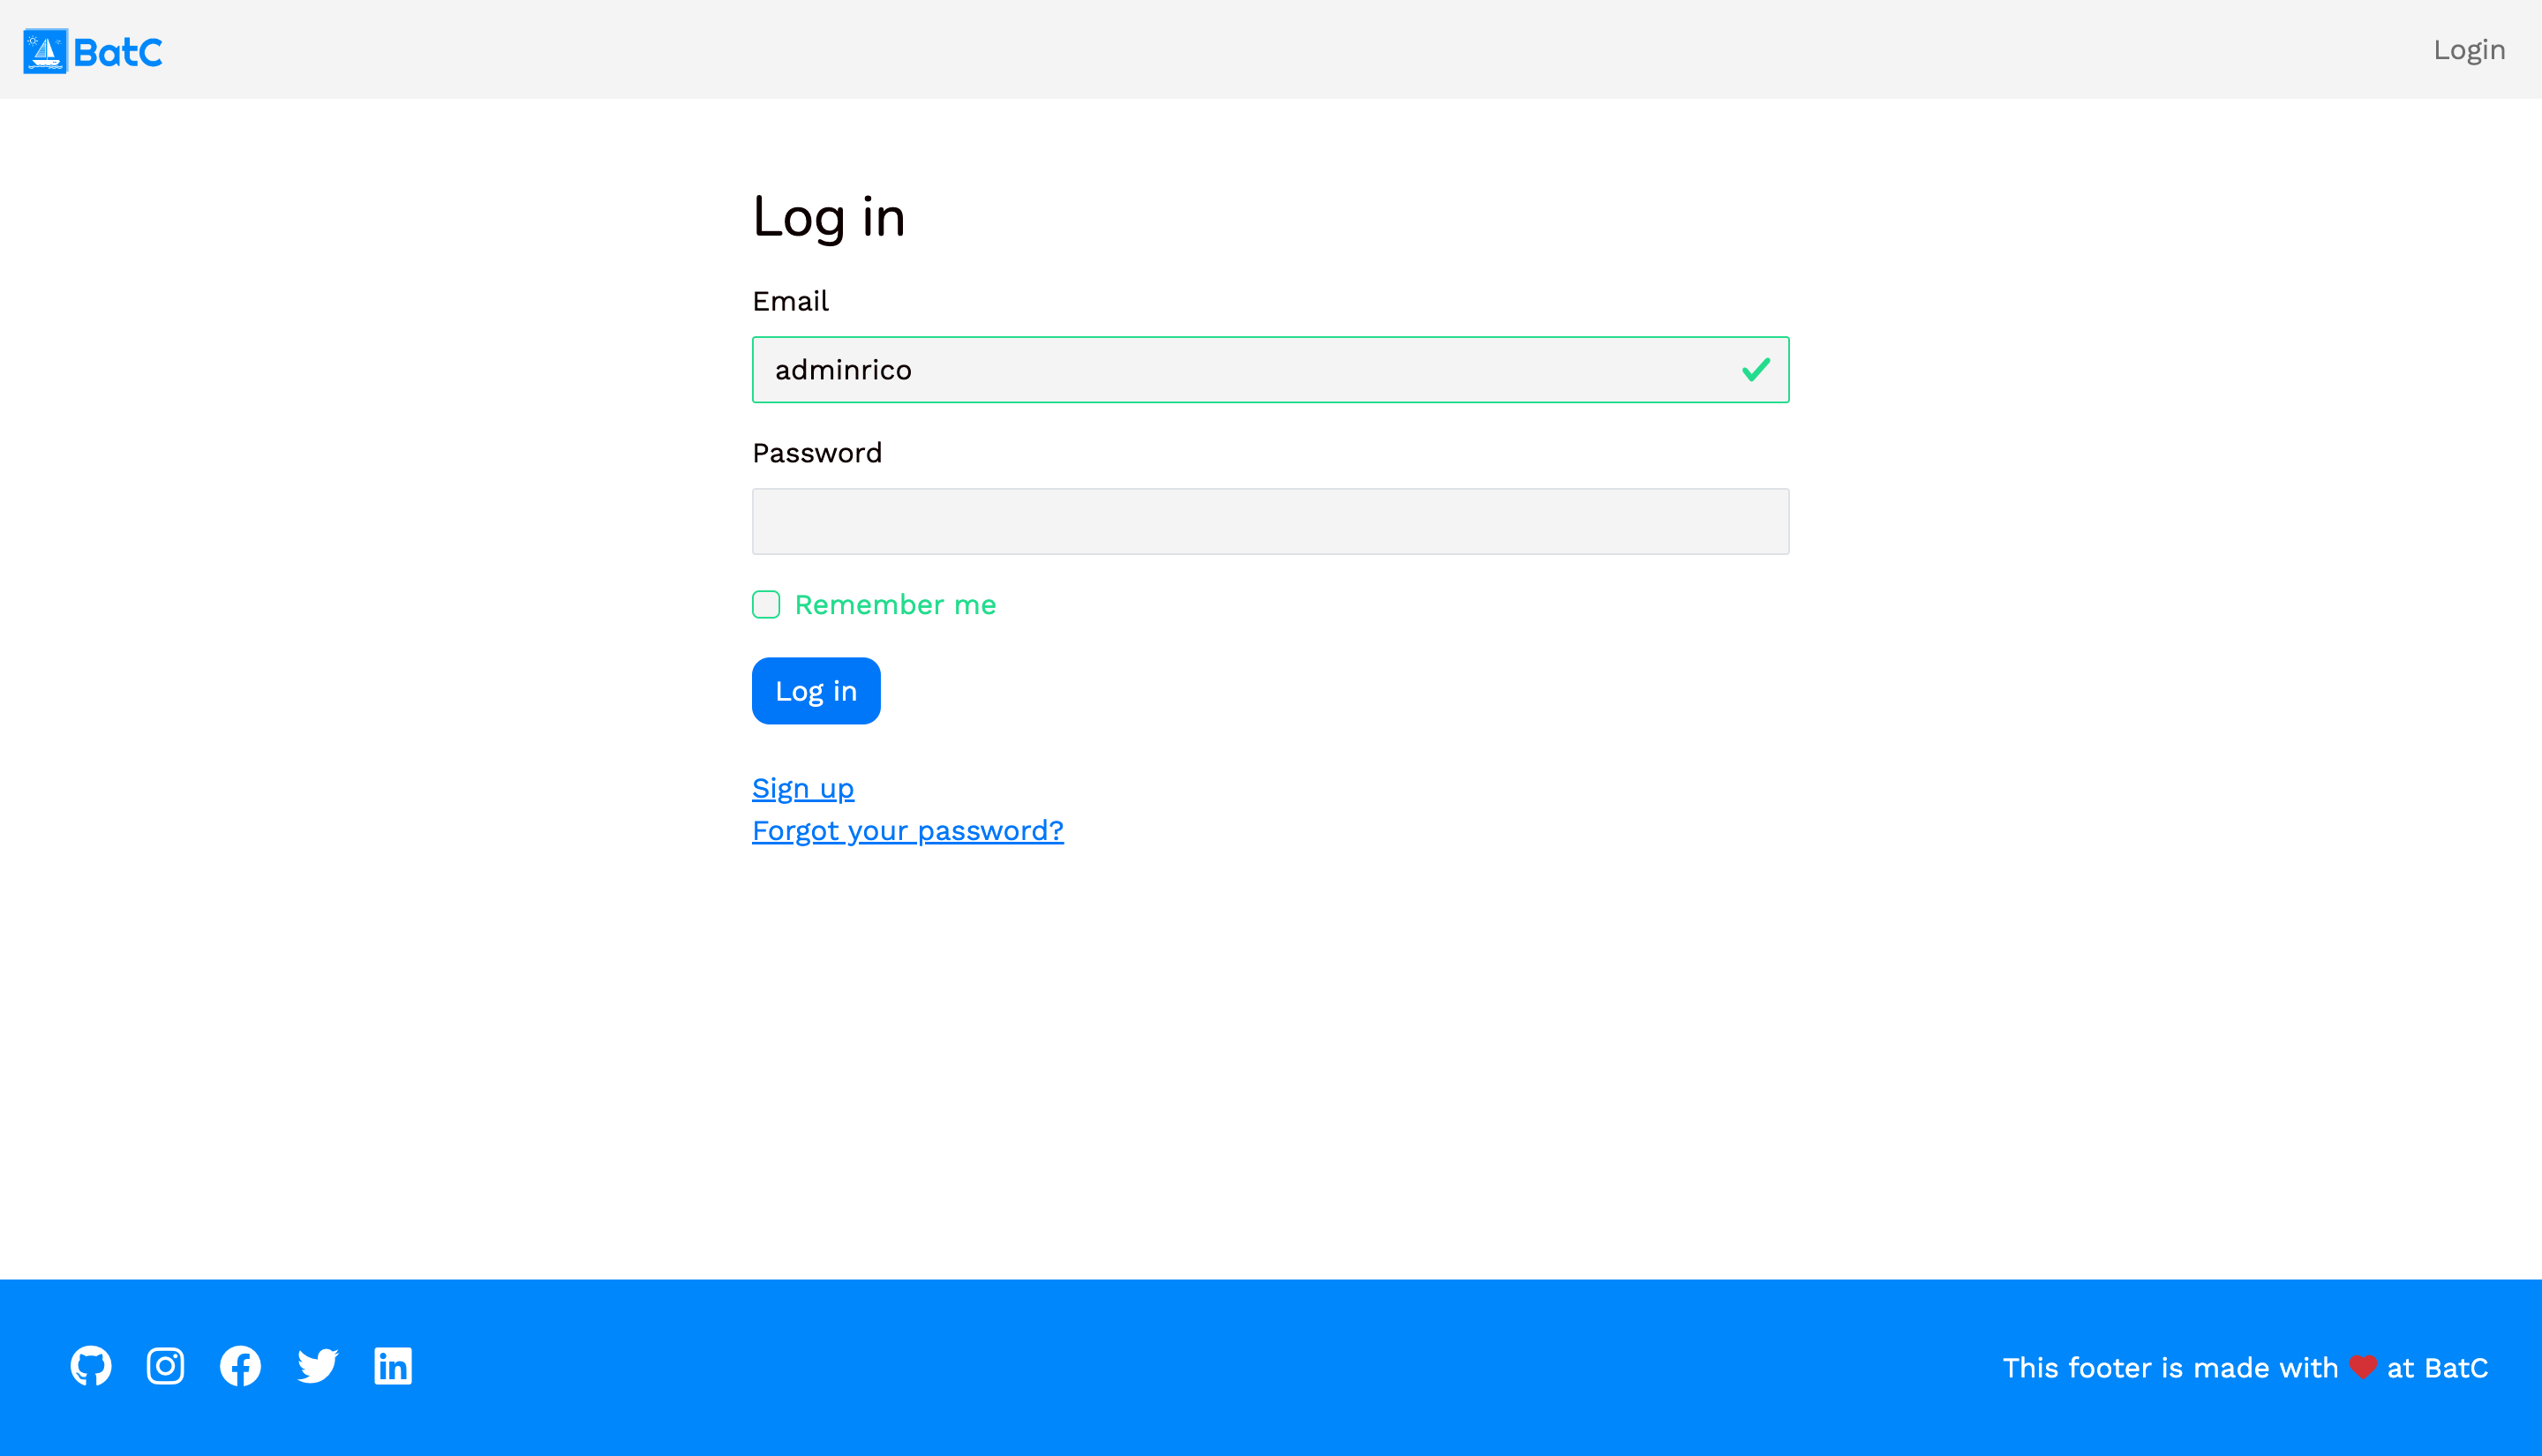 BatC
Login
Log in
Email
adminrico
Password
Remember me
Log in
Sign up
Forgot your password?
This footer is made with at BatC